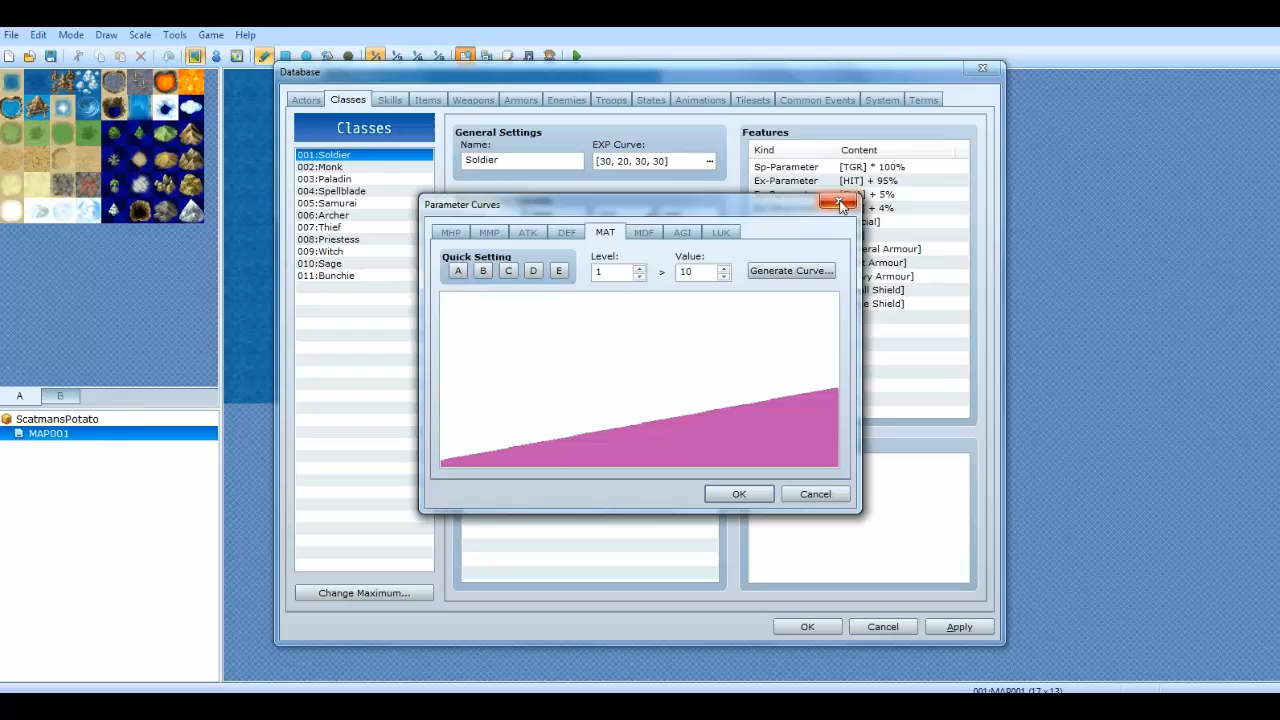 File Edit Mode Draw Scale Tools Game Help
Database
Actors Classes Skills Items Weapons Armors Enemies Troops States Animations Tilesets Common Events System Terms
Classes
General Settings
Name:
EXP Curve:
Soldier
[30, 20, 30, 30]
Features
Kind Content
Sp-Parameter [TGR] * 100%
Ex-Parameter [HIT] + 95%
+ 5%
+ 4%
001:Soldier
002:Monk
003:Paladin
004:Spellblade
005:Samurai
006:Archer
007:Thief
008:Priestess
009:Witch
010:Sage
011:Bunchie
Change Maximum...
Parameter Curves
MHP MMP ATK DEF MAT MDF AGI LUK
Quick Setting
A B C D E
Level:
1
>
Value:
10
Generate Curve...
OK Cancel
OK Cancel Apply
A B
ScatmansPotato
MAP001
001:MAP001 (17 x 13)